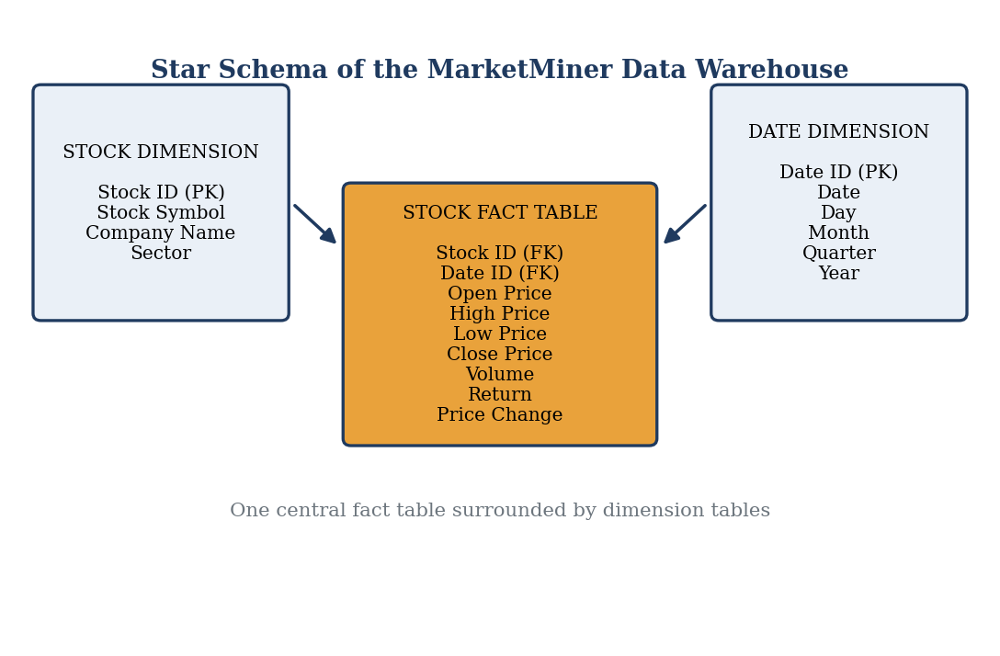 Star Schema of the MarketMiner Data Warehouse
STOCK DIMENSION
Stock ID (PK)
Stock Symbol
Company Name
Sector
STOCK FACT TABLE
Stock ID (FK)
Date ID (FK)
Open Price
High Price
Low Price
Close Price
Volume
Return
Price Change
DATE DIMENSION
Date ID (PK)
Date
Day
Month
Quarter
Year
One central fact table surrounded by dimension tables